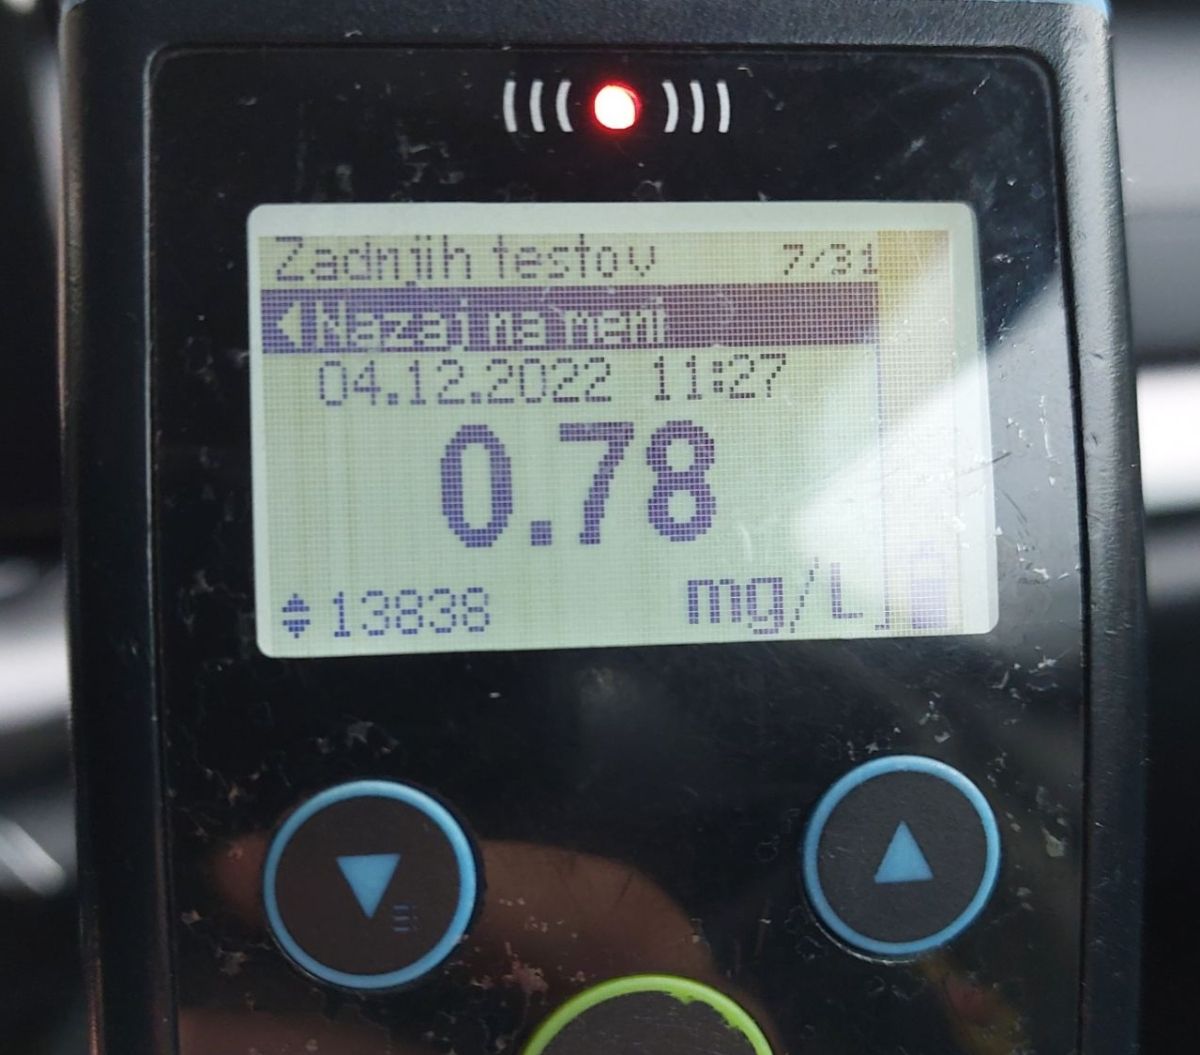 Zadnjih testov 7/31
Nazaj na meni
04.12.2022 11:27
0.78
13838 mg/L